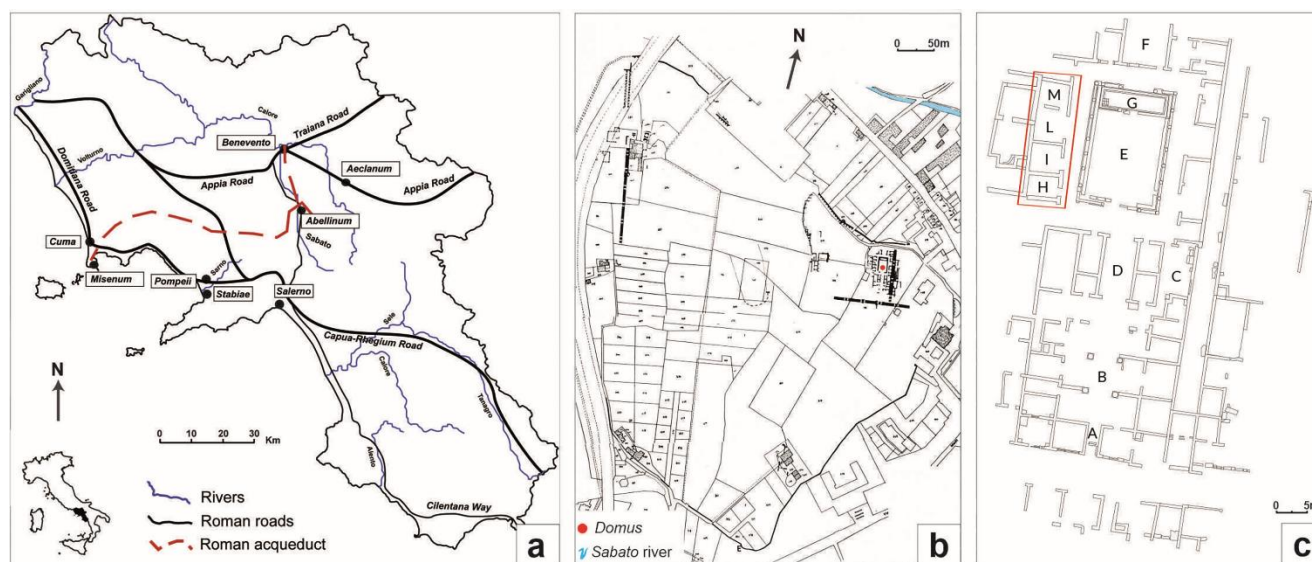 Garigliano
Volturno
Calore
Benevento
Traiana Road
Domitiana Road
Appia Road
Aeclanum
Appia Road
Abellinum
Sabato
Cuma
Misenum
Pompeii
Sarno
Stabiae
Salerno
Sele
Capua-Rhegium Road
Calore
Tanagro
Alento
Cilentana Way
N
0 10 20 30
Km
Rivers
Roman roads
Roman acqueduct
a
N
0 50m
E
Domus
Sabato river
b
F
M
G
L
E
I
H
D
C
B
A
0 5m
c